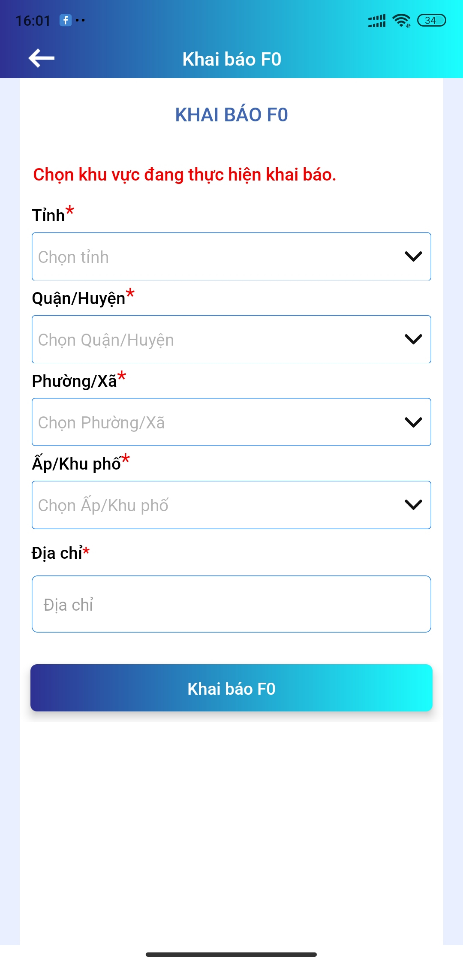 16:01
34
Khai báo F0
KHAI BÁO F0
Chọn khu vực đang thực hiện khai báo.
Tỉnh*
Chọn tỉnh
Quận/Huyện*
Chọn Quận/Huyện
Phường/Xã*
Chọn Phường/Xã
Ấp/Khu phố*
Chọn Ấp/Khu phố
Địa chỉ*
Địa chỉ
Khai báo F0